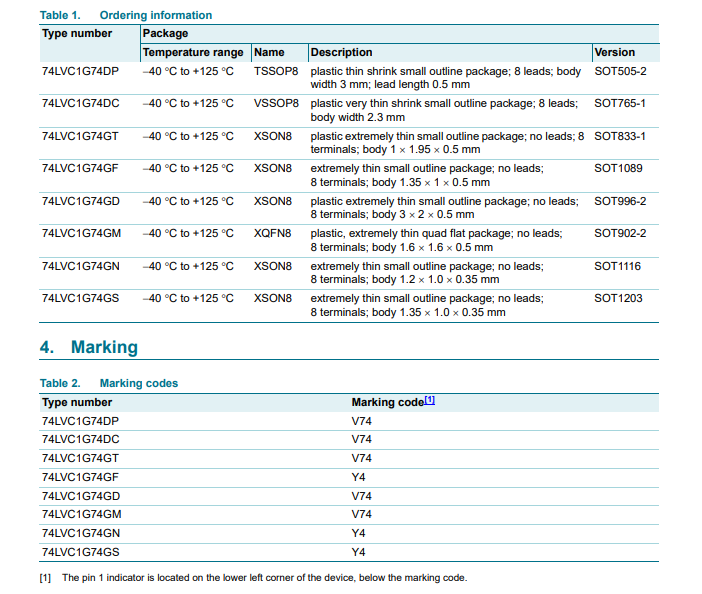 Table 1. Ordering information
Type number Package
Temperature range Name Description Version
74LVC1G74DP −40 °C to +125 °C TSSOP8 plastic thin shrink small outline package; 8 leads; body SOT505-2
width 3 mm; lead length 0.5 mm
74LVC1G74DC −40 °C to +125 °C VSSOP8 plastic very thin shrink small outline package; 8 leads; SOT765-1
body width 2.3 mm
74LVC1G74GT −40 °C to +125 °C XSON8 plastic extremely thin small outline package; no leads; 8 SOT833-1
terminals; body 1 × 1.95 × 0.5 mm
74LVC1G74GF −40 °C to +125 °C XSON8 extremely thin small outline package; no leads; SOT1089
8 terminals; body 1.35 × 1 × 0.5 mm
74LVC1G74GD −40 °C to +125 °C XSON8 plastic extremely thin small outline package; no leads; SOT996-2
8 terminals; body 3 × 2 × 0.5 mm
74LVC1G74GM −40 °C to +125 °C XQFN8 plastic, extremely thin quad flat package; no leads; SOT902-2
8 terminals; body 1.6 × 1.6 × 0.5 mm
74LVC1G74GN −40 °C to +125 °C XSON8 extremely thin small outline package; no leads; SOT1116
8 terminals; body 1.2 × 1.0 × 0.35 mm
74LVC1G74GS −40 °C to +125 °C XSON8 extremely thin small outline package; no leads; SOT1203
8 terminals; body 1.35 × 1.0 × 0.35 mm
4. Marking
Table 2. Marking codes
Type number Marking code[1]
74LVC1G74DP V74
74LVC1G74DC V74
74LVC1G74GT V74
74LVC1G74GF Y4
74LVC1G74GD V74
74LVC1G74GM V74
74LVC1G74GN Y4
74LVC1G74GS Y4
[1] The pin 1 indicator is located on the lower left corner of the device, below the marking code.